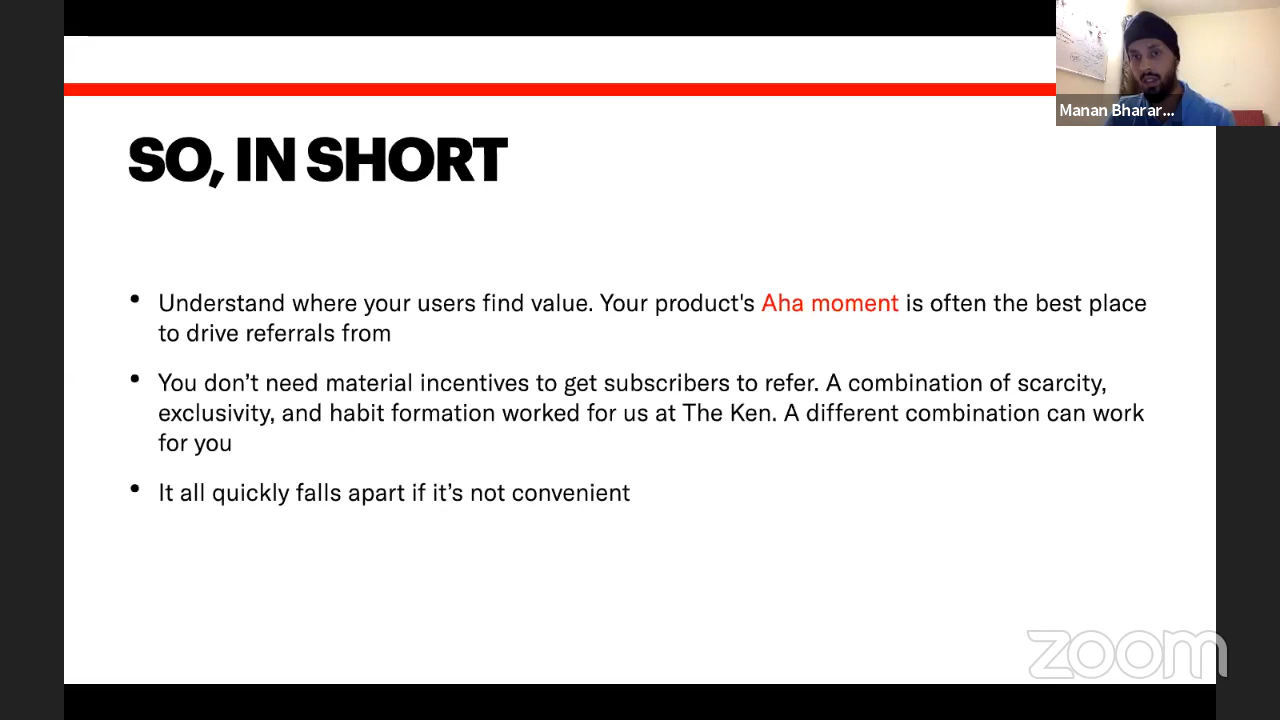 Manan Bharar...
SO, IN SHORT
• Understand where your users find value. Your product's Aha moment is often the best place
to drive referrals from
• You don’t need material incentives to get subscribers to refer. A combination of scarcity,
exclusivity, and habit formation worked for us at The Ken. A different combination can work
for you
• It all quickly falls apart if it’s not convenient
zoom